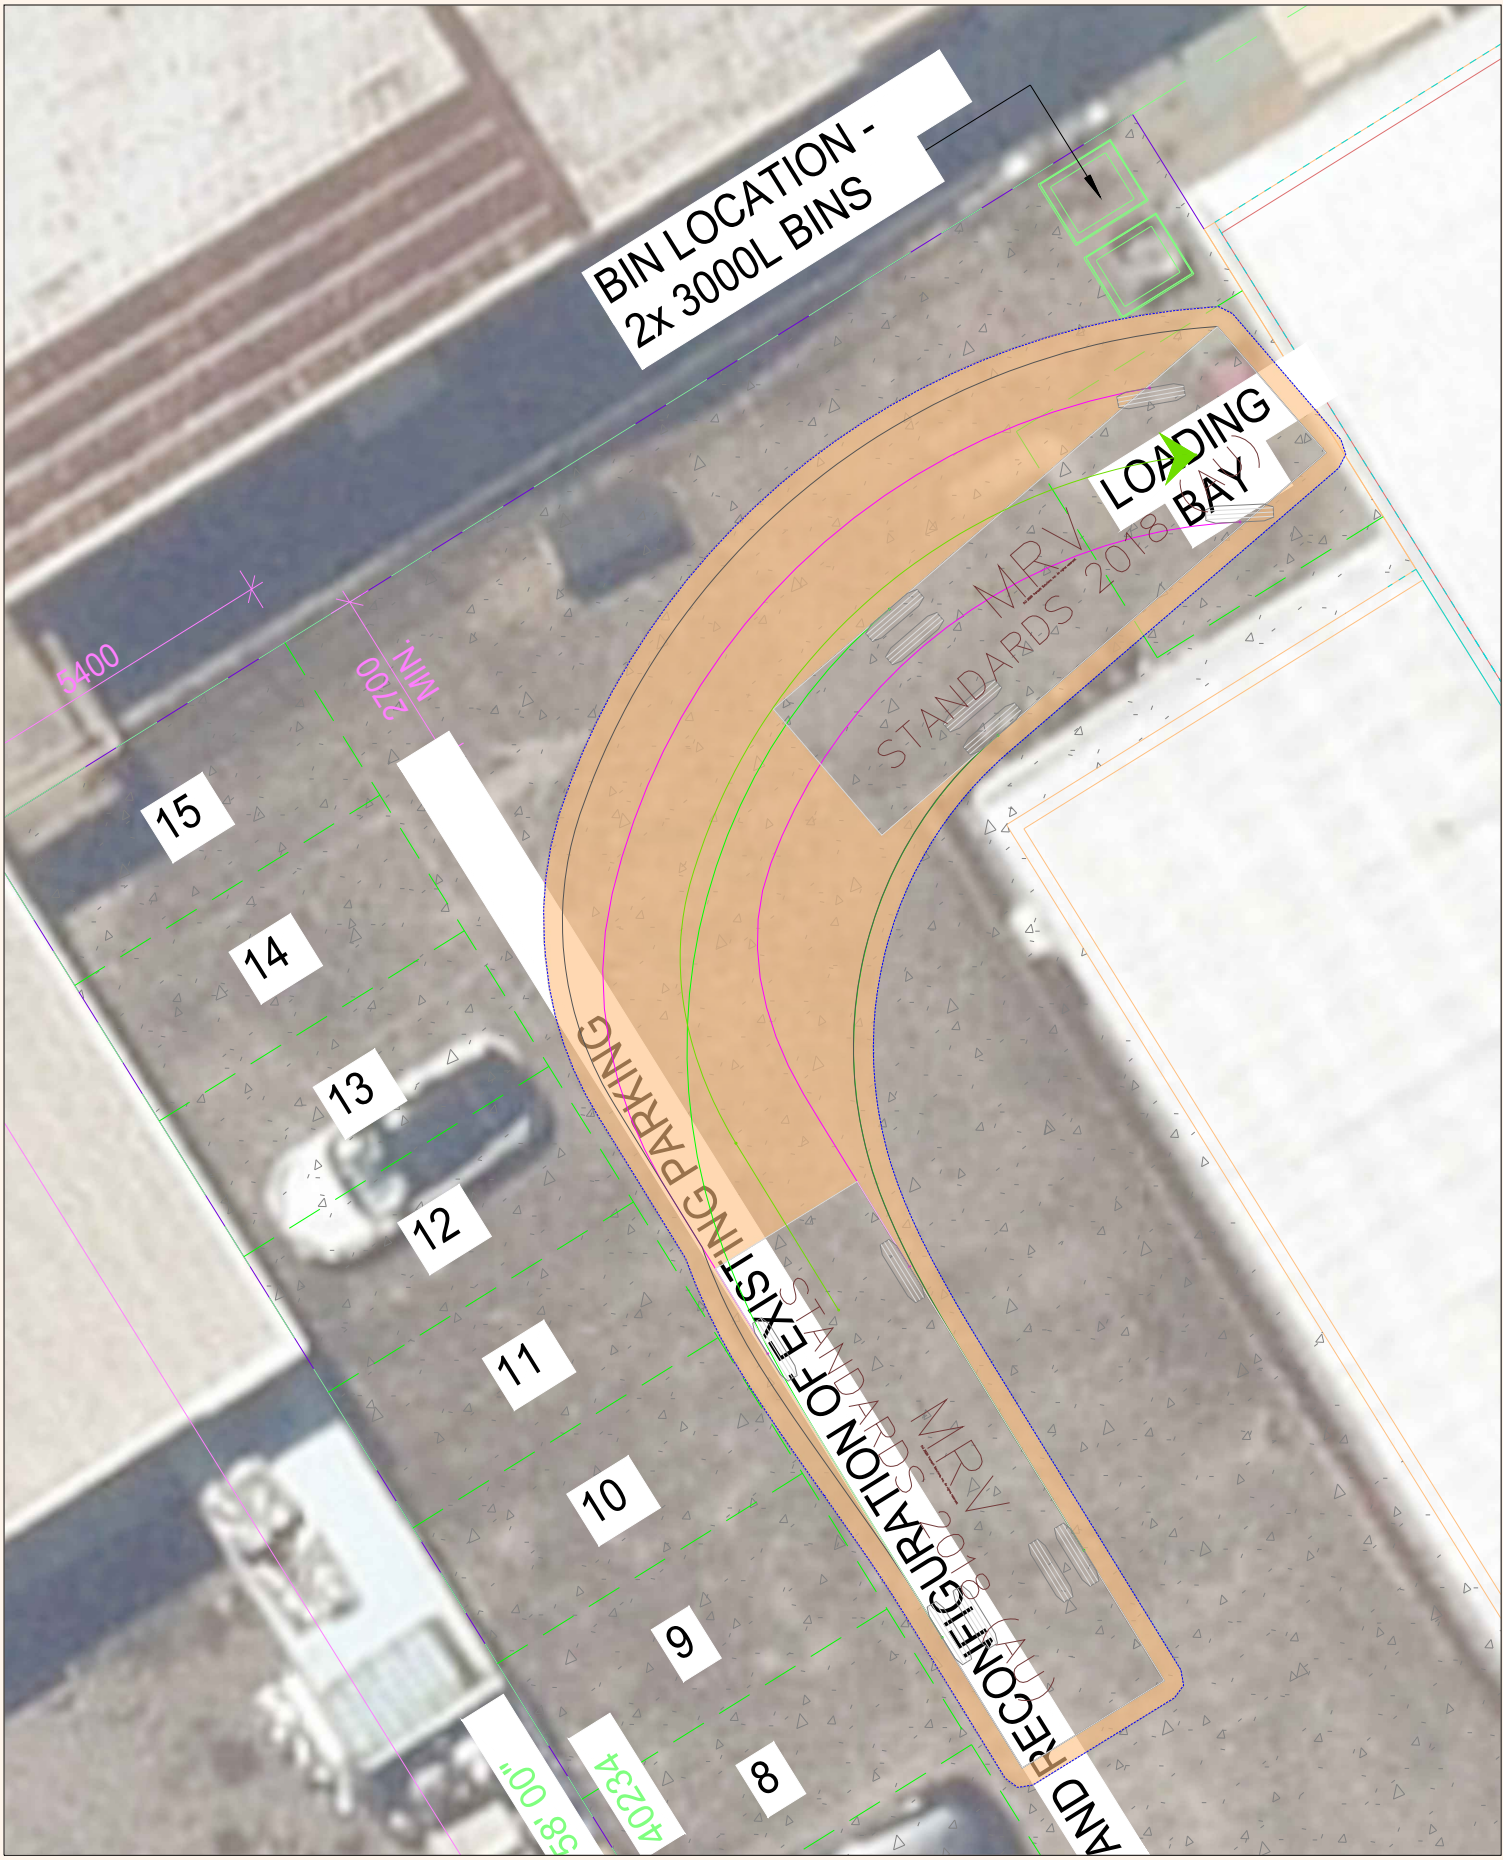 BIN LOCATION -
2x 3000L BINS
LOADING
BAY
MRV
STANDARDS 2018 (AU)
5400
2700
MIN.
15
14
13
12
11
10
9
8
AND RECONFIGURATION OF EXISTING PARKING
MRV
STANDARDS 2018 (AU)
58' 00"
40234